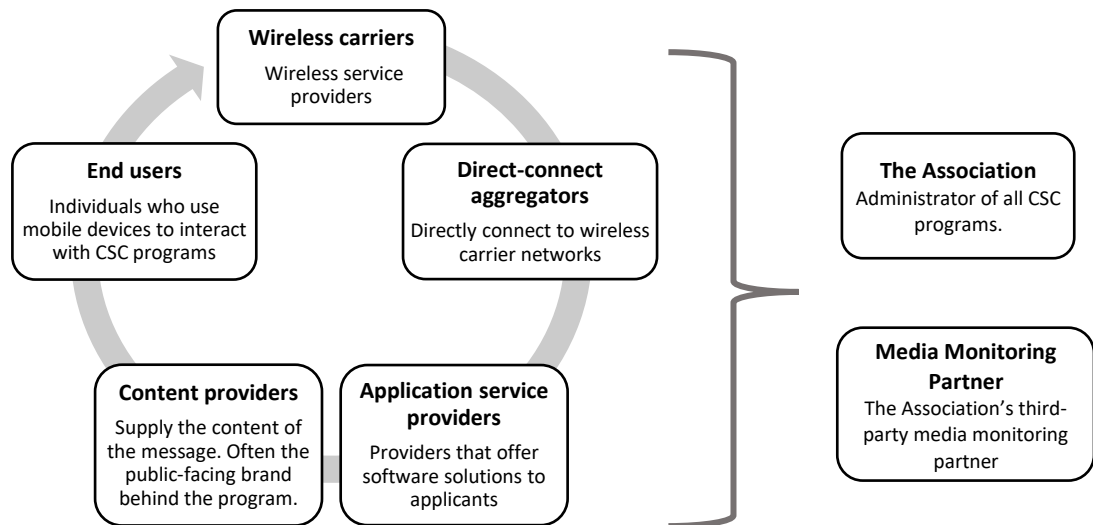 Wireless carriers
Wireless service
providers
End users
Individuals who use
mobile devices to interact
with CSC programs
Direct-connect
aggregators
Directly connect to wireless
carrier networks
Content providers
Supply the content of
the message. Often the
public-facing brand
behind the program.
Application service
providers
Providers that offer
software solutions to
applicants
The Association
Administrator of all CSC
programs.
Media Monitoring
Partner
The Association’s third-
party media monitoring
partner